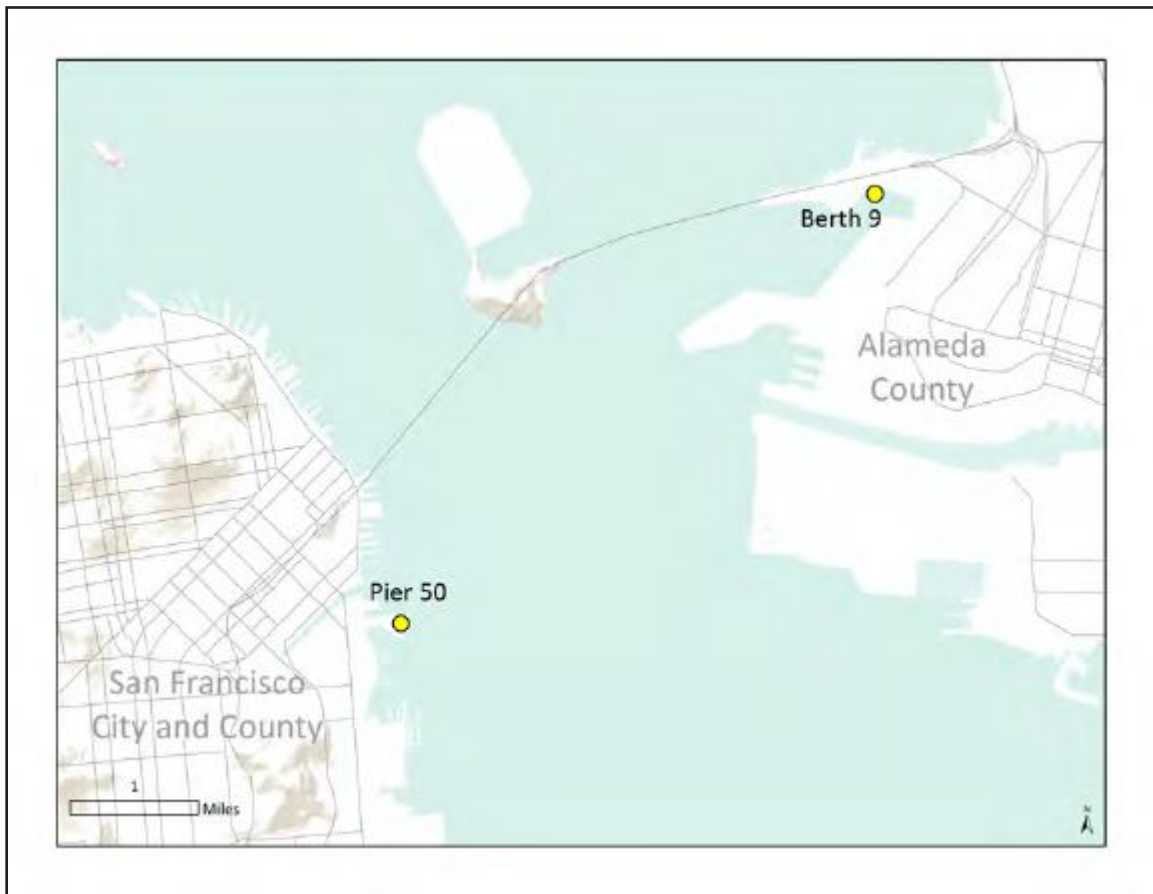 Berth 9
Alameda
County
Pier 50
San Francisco
City and County
1
Miles
N